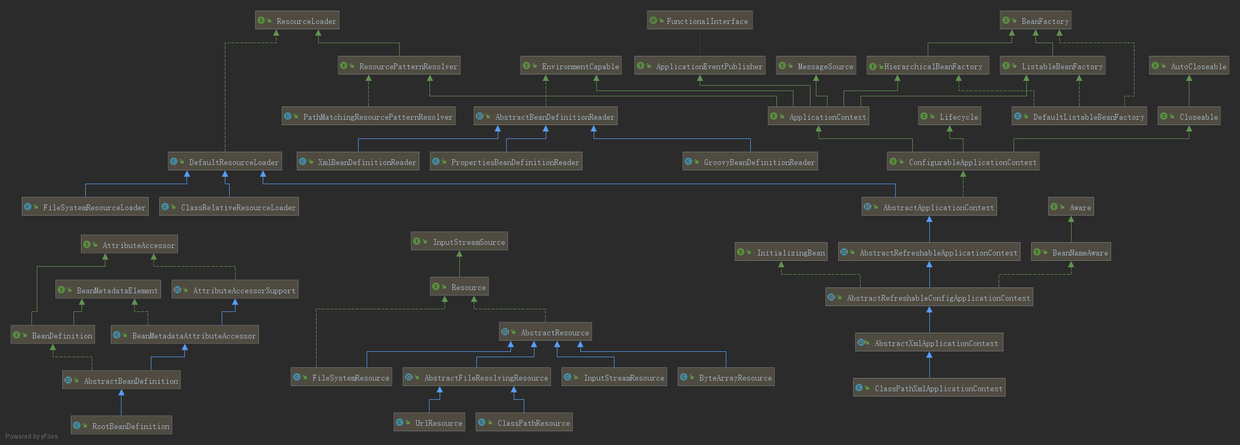 ResourceLoader
FunctionalInterface
BeanFactory
ResourcePatternResolver
EnvironmentCapable
ApplicationEventPublisher
MessageSource
HierarchicalBeanFactory
ListableBeanFactory
AutoCloseable
PathMatchingResourcePatternResolver
AbstractBeanDefinitionReader
ApplicationContext
Lifecycle
DefaultListableBeanFactory
Closeable
DefaultResourceLoader
XmlBeanDefinitionReader
PropertiesBeanDefinitionReader
GroovyBeanDefinitionReader
ConfigurableApplicationContext
FileSystemResourceLoader
ClassRelativeResourceLoader
AbstractApplicationContext
Aware
AttributeAccessor
InputStreamSource
InitializingBean
AbstractRefreshableApplicationContext
BeanNameAware
BeanMetadataElement
AttributeAccessorSupport
Resource
AbstractRefreshableConfigApplicationContext
BeanDefinition
BeanMetadataAttributeAccessor
AbstractResource
AbstractXmlApplicationContext
AbstractBeanDefinition
FileSystemResource
AbstractFileResolvingResource
InputStreamResource
ByteArrayResource
ClassPathXmlApplicationContext
RootBeanDefinition
UrlResource
ClassPathResource
Powered by yFiles